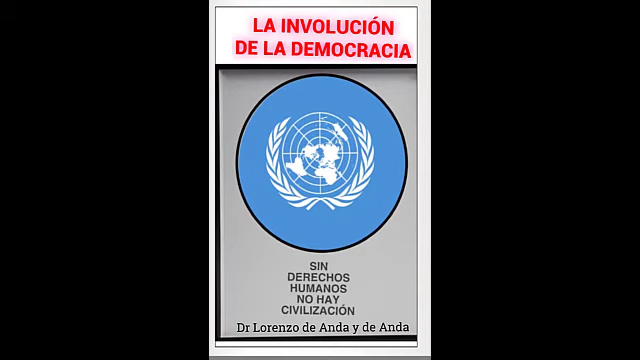 LA INVOLUCIÓN
DE LA DEMOCRACIA
SIN
DERECHOS
HUMANOS
NO HAY
CIVILIZACIÓN
Dr Lorenzo de Anda y de Anda